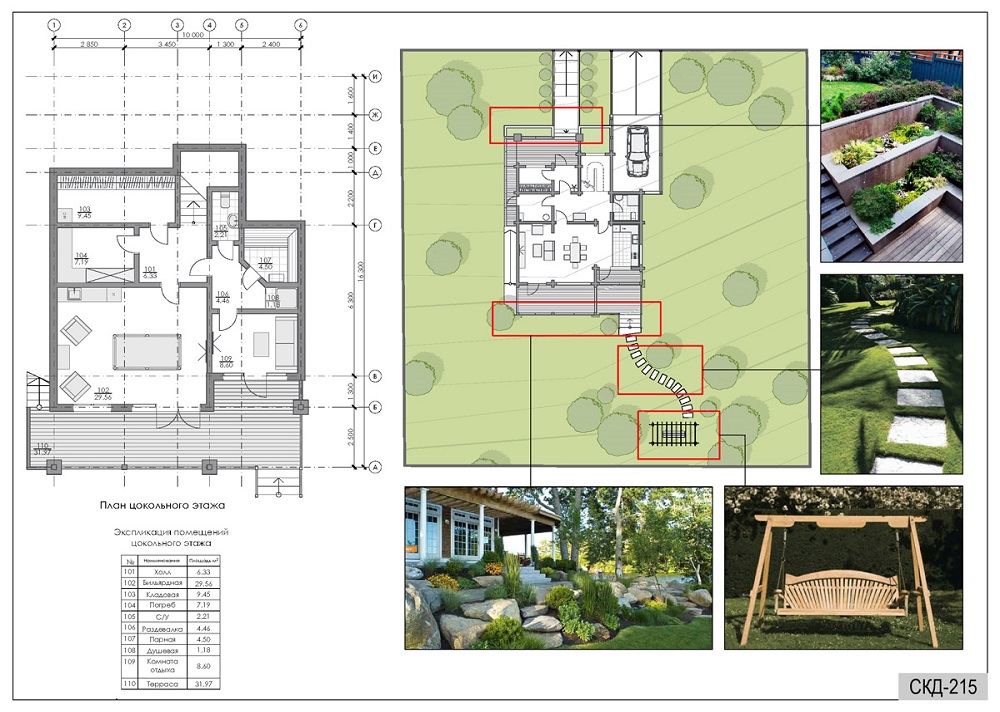 1 2 3 4 5 6
10 000
2 850 3 450 1 300 2 400
И
Ж
Е
Д
Г
В
Б
А
1 600
1 400
1 000
2 200
6 300
1 300
2 500
16 300
103
9.45
105
2.21
104
7.19
101
6.33
107
4.50
106
4.46
108
1.18
109
8.60
102
29.56
110
31.97
План цокольного этажа
Экспликация помещений
цокольного этажа
№ Наименование Площадь м²
101 Холл 6,33
102 Бильярдная 29,56
103 Кладовая 9,45
104 Погреб 7,19
105 С/У 2,21
106 Раздевалка 4,46
107 Парная 4,50
108 Душевая 1,18
109 Комната
отдыха 8,60
110 Терраса 31,97
СКД-215